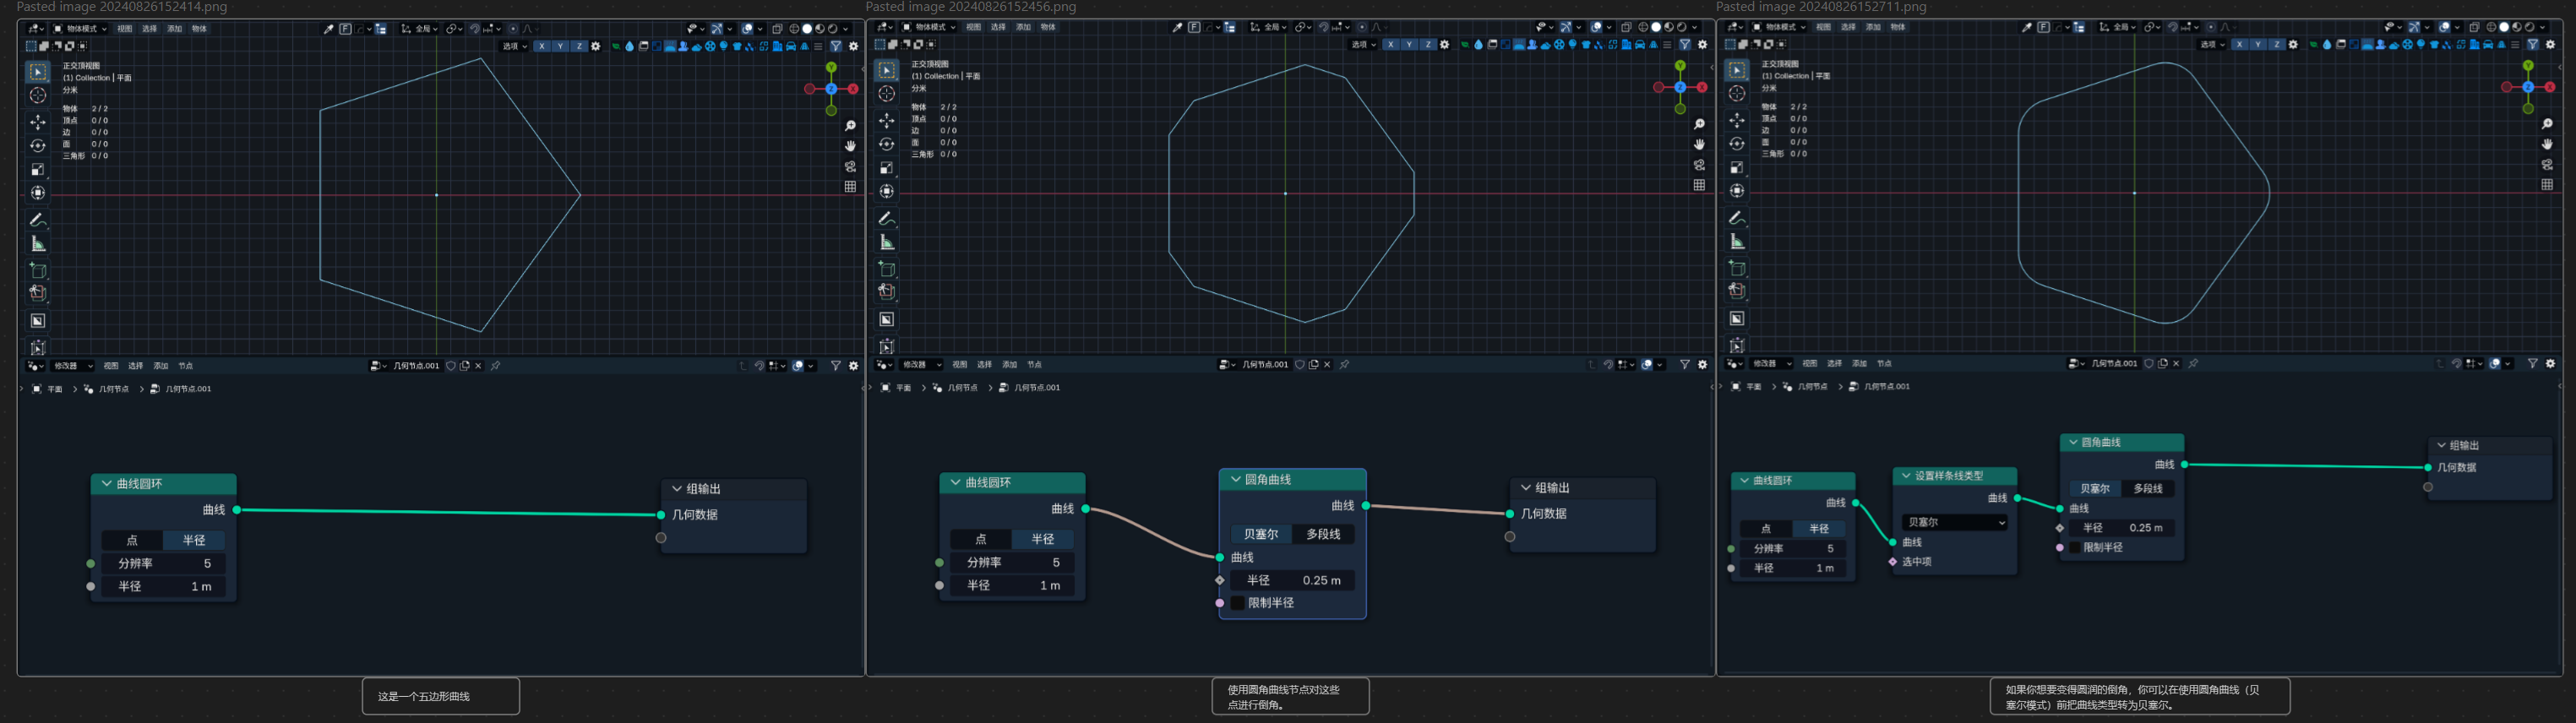 Pasted image 20240826152414.png
物体模式 视图 选择 添加 物体
全局
选项 X Y Z
正交顶视图
(1) Collection | 平面
分米
物体 2 / 2
顶点 0 / 0
边 0 / 0
面 0 / 0
三角形 0 / 0
Y
Z
X
修改器 视图 选择 添加 节点
几何节点.001
平面 > 几何节点 > 几何节点.001
曲线圆环
曲线
点 半径
分辨率 5
半径 1 m
组输出
几何数据
这是一个五边形曲线
Pasted image 20240826152456.png
物体模式 视图 选择 添加 物体
全局
选项 X Y Z
正交顶视图
(1) Collection | 平面
分米
物体 2 / 2
顶点 0 / 0
边 0 / 0
面 0 / 0
三角形 0 / 0
Y
Z
X
修改器 视图 选择 添加 节点
几何节点.001
平面 > 几何节点 > 几何节点.001
曲线圆环
曲线
点 半径
分辨率 5
半径 1 m
圆角曲线
曲线
贝塞尔 多段线
曲线
半径 0.25 m
限制半径
组输出
几何数据
使用圆角曲线节点对这些
点进行倒角。
Pasted image 20240826152711.png
物体模式 视图 选择 添加 物体
全局
选项 X Y Z
正交顶视图
(1) Collection | 平面
分米
物体 2 / 2
顶点 0 / 0
边 0 / 0
面 0 / 0
三角形 0 / 0
Y
Z
X
修改器 视图 选择 添加 节点
几何节点.001
平面 > 几何节点 > 几何节点.001
曲线圆环
曲线
点 半径
分辨率 5
半径 1 m
设置样条线类型
曲线
贝塞尔
曲线
选中项
圆角曲线
曲线
贝塞尔 多段线
曲线
半径 0.25 m
限制半径
组输出
几何数据
如果你想要变得圆润的倒角，你可以在使用圆角曲线（贝
塞尔模式）前把曲线类型转为贝塞尔。